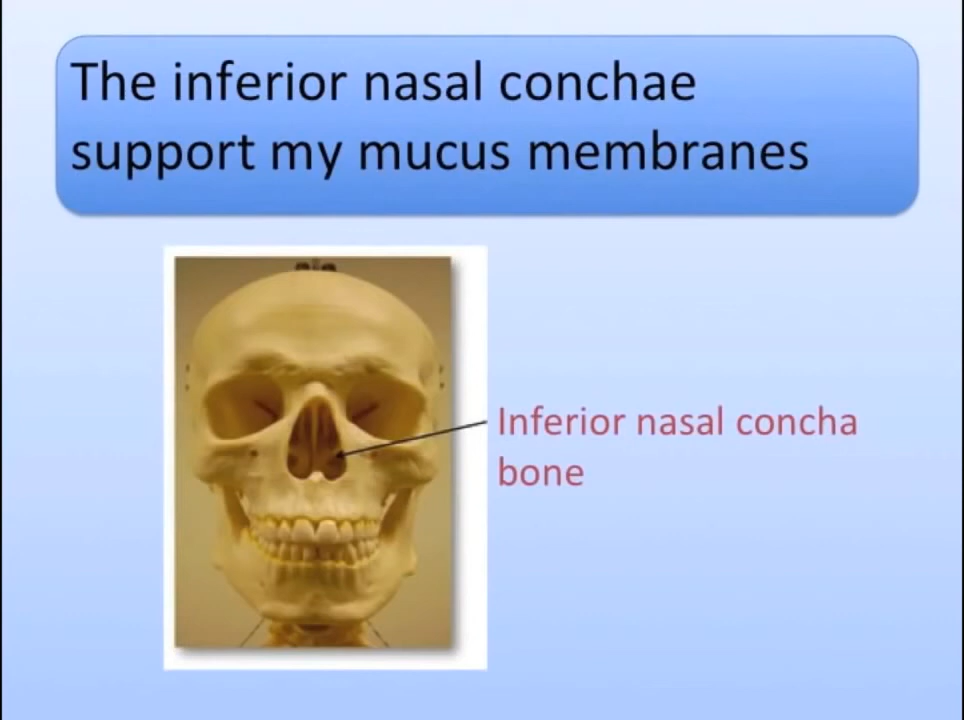 The inferior nasal conchae
support my mucus membranes
Inferior nasal concha
bone